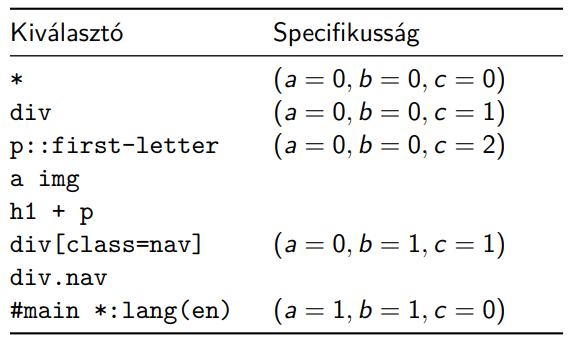 Kiválasztó Specifikusság
* (a = 0, b = 0, c = 0)
div (a = 0, b = 0, c = 1)
p::first-letter (a = 0, b = 0, c = 2)
a img
h1 + p
div[class=nav] (a = 0, b = 1, c = 1)
div.nav
#main *:lang(en) (a = 1, b = 1, c = 0)